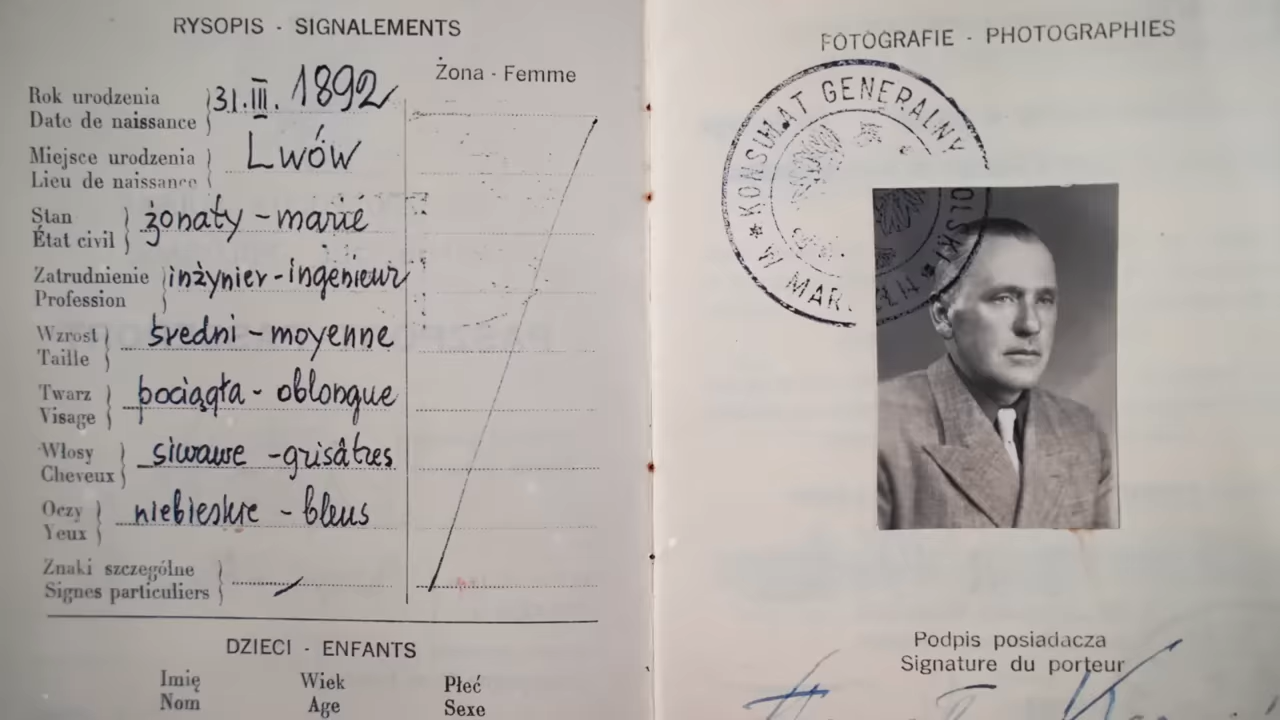 RYSOPIS - SIGNALEMENTS
Żona - Femme
Rok urodzenia
Date de naissance
31.III. 1892
Miejsce urodzenia
Lieu de naissance
Lwów
Stan
État civil
żonaty - marié
Zatrudnienie
Profession
inżynier - ingénieur
Wzrost
Taille
średni - moyenne
Twarz
Visage
pociągła - oblongue
Włosy
Cheveux
siwawe - grisâtres
Oczy
Yeux
niebieskie - bleus
Znaki szczególne
Signes particuliers
DZIECI - ENFANTS
Imię Wiek Płeć
Nom Age Sexe
FOTOGRAFIE - PHOTOGRAPHIES
KONSULAT GENERALNY
W
Podpis posiadacza
Signature du porteur